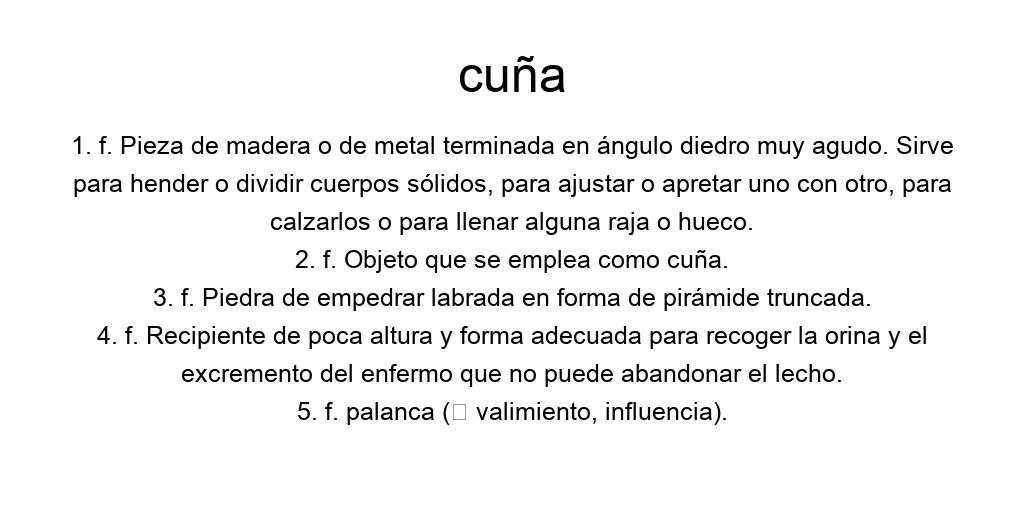 cuña
1. f. Pieza de madera o de metal terminada en ángulo diedro muy agudo. Sirve
para hender o dividir cuerpos sólidos, para ajustar o apretar uno con otro, para
calzarlos o para llenar alguna raja o hueco.
2. f. Objeto que se emplea como cuña.
3. f. Piedra de empedrar labrada en forma de pirámide truncada.
4. f. Recipiente de poca altura y forma adecuada para recoger la orina y el
excremento del enfermo que no puede abandonar el lecho.
5. f. palanca (▯ valimiento, influencia).